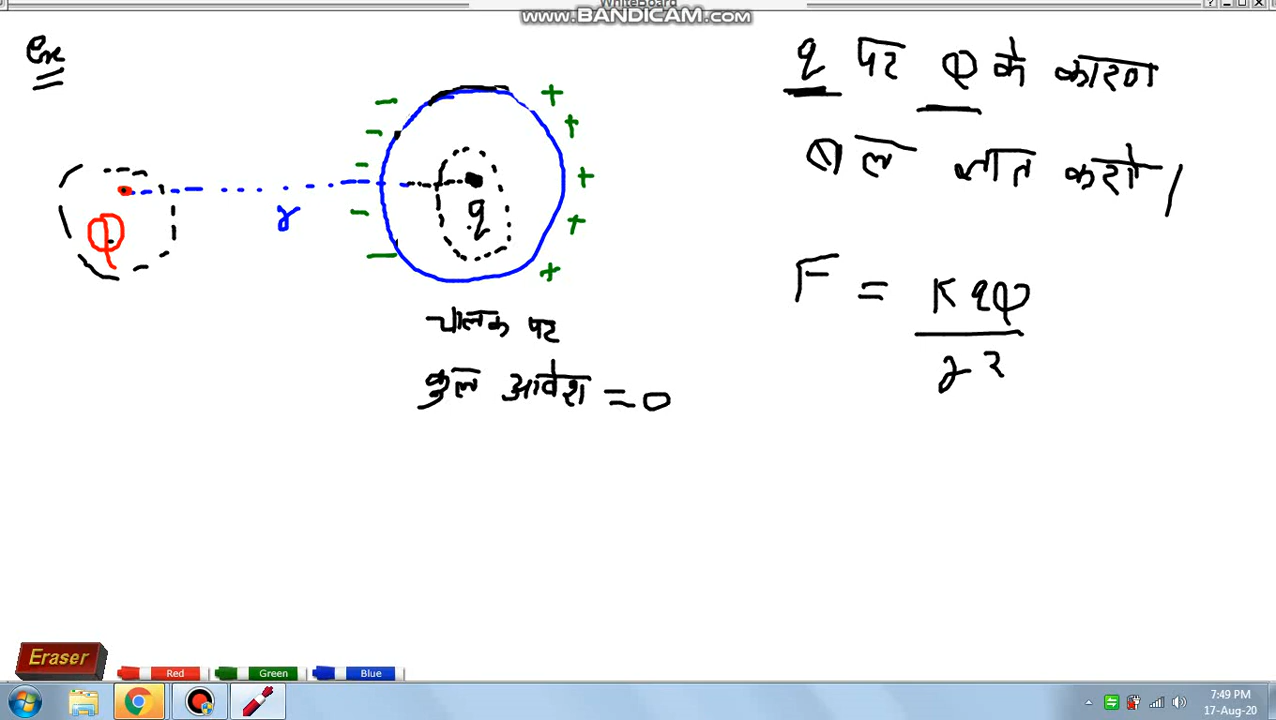 WhiteBoard
www.BANDICAM.com
Ex
q पर Q के कारण
बल ज्ञात करो।
- + 
- +
-
- +
- +
- +
r
Q
q
चालक पर
कुल आवेश = 0
F = KqQ
r2
Eraser
Red Green Blue
7:49 PM
17-Aug-20